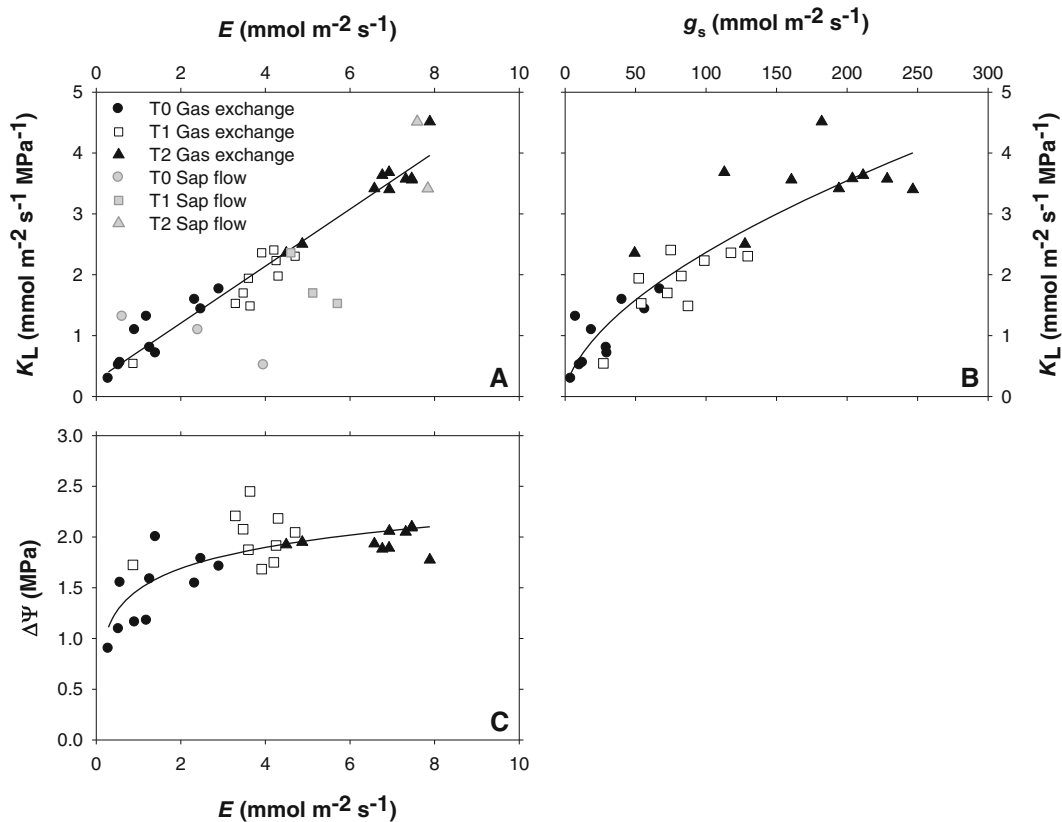 E (mmol m-2 s-1)
gs (mmol m-2 s-1)
0 2 4 6 8 10
0 50 100 150 200 250 300
5 4 3 2 1 0
KL (mmol m-2 s-1 MPa-1)
T0 Gas exchange
T1 Gas exchange
T2 Gas exchange
T0 Sap flow
T1 Sap flow
T2 Sap flow
A
B
5 4 3 2 1 0
KL (mmol m-2 s-1 MPa-1)
3.0 2.5 2.0 1.5 1.0 0.5 0.0
ΔΨ (MPa)
C
0 2 4 6 8 10
E (mmol m-2 s-1)